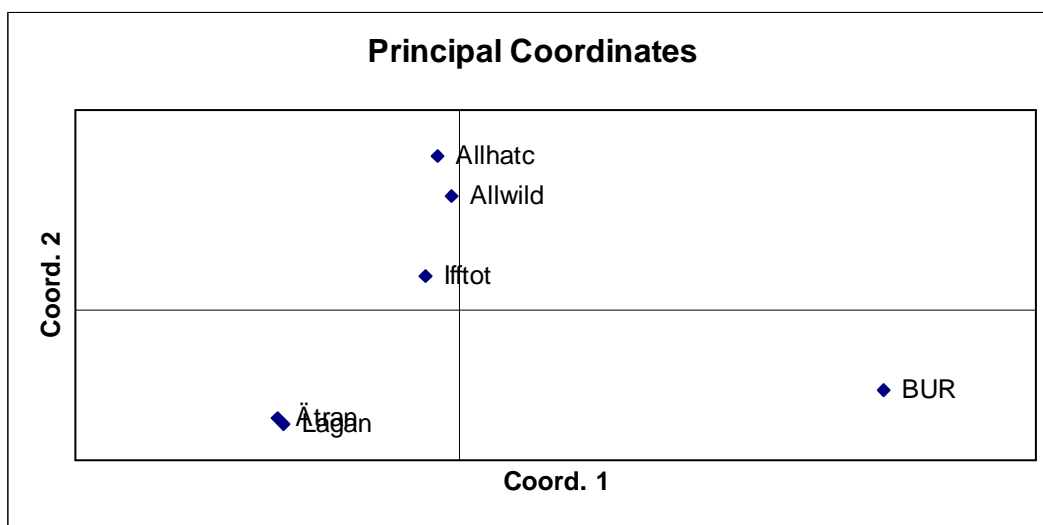 Principal Coordinates
Allhatc
Allwild
Ifftot
BUR
Ätran
Lagan
Coord. 2
Coord. 1